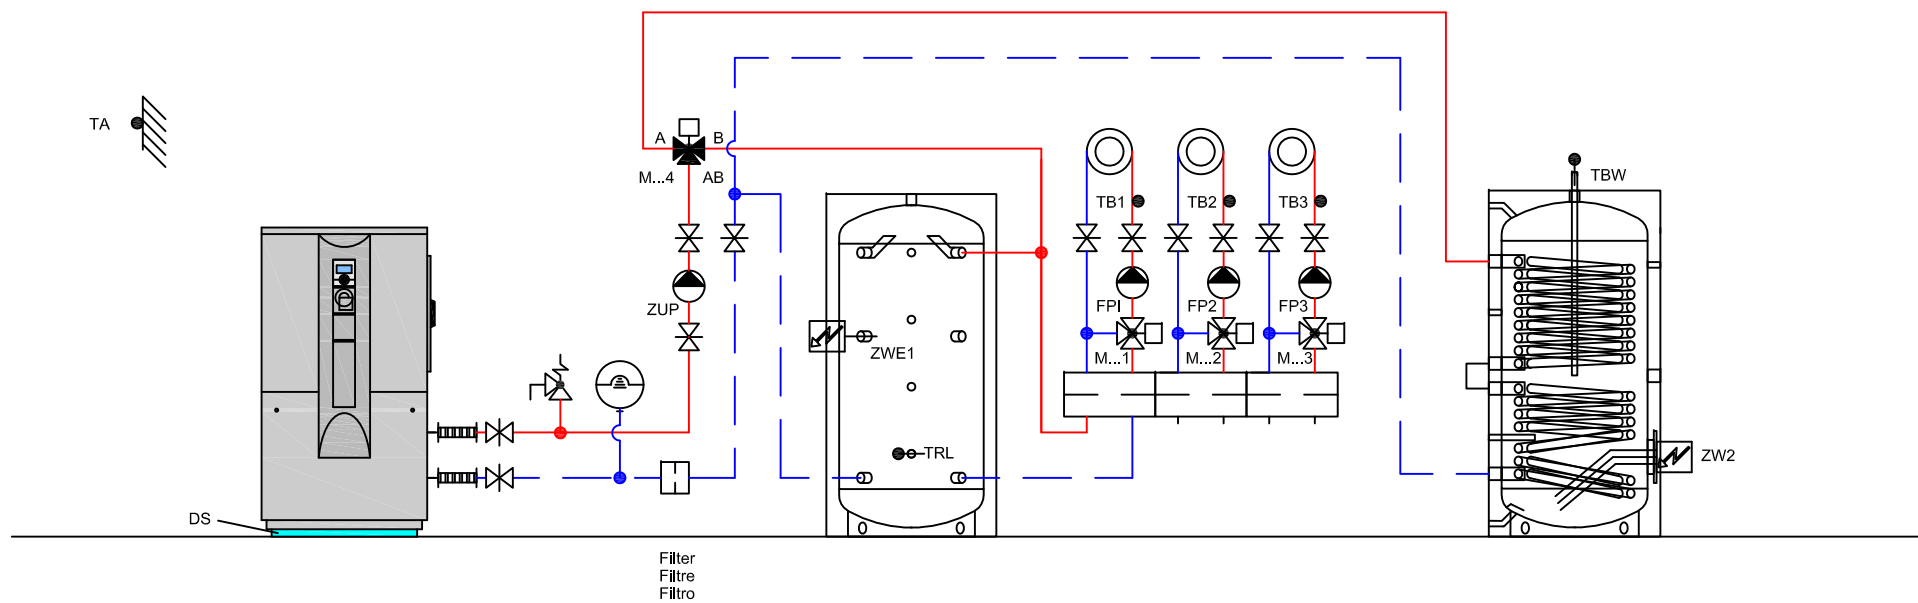 TA
A
B
M...4
AB
ZUP
DS
Filter
Filtre
Filtro
ZWE1
TRL
TB1
TB2
TB3
FPI
FP2
FP3
M...1
M...2
M...3
TBW
ZW2